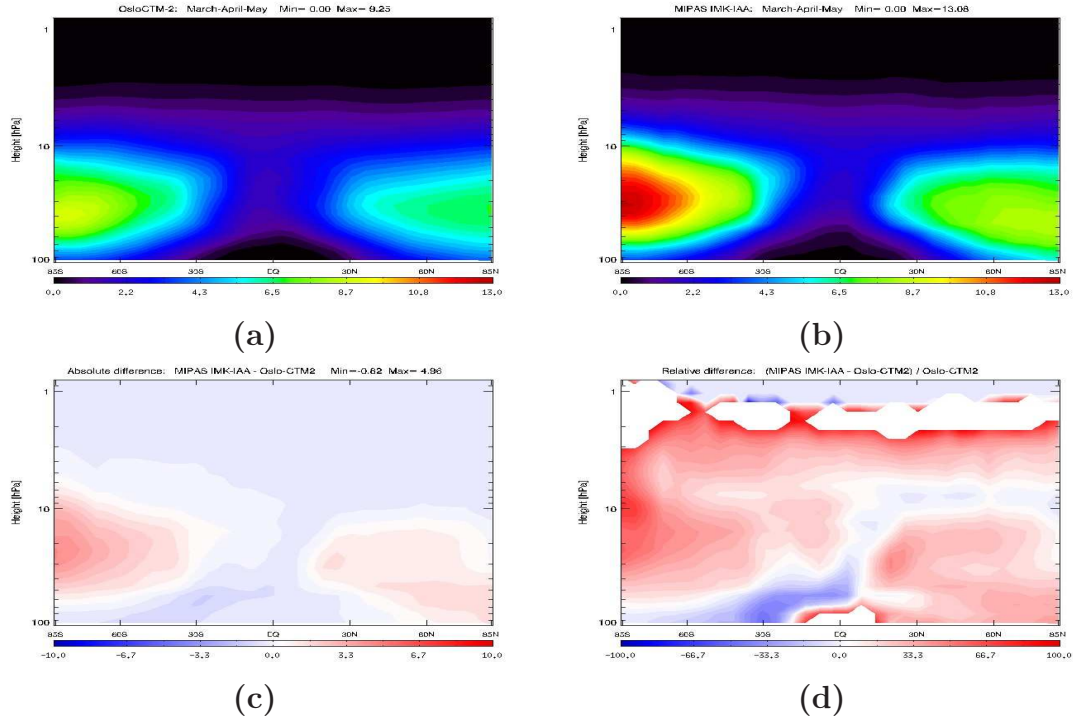 OsloCTM-2: March-April-May Min= 0.00 Max= 9.25
Height [hPa]
1
10
100
85S 60S 30S EQ 30N 60N 85N
0.0 2.2 4.3 6.5 8.7 10.8 13.0
(a)
MIPAS IMK-IAA: March-April-May Min= 0.00 Max=13.08
Height [hPa]
1
10
100
85S 60S 30S EQ 30N 60N 85N
0.0 2.2 4.3 6.5 8.7 10.8 13.0
(b)
Absolute difference: MIPAS IMK-IAA - Oslo-CTM2 Min=-0.82 Max= 4.96
Height [hPa]
1
10
100
85S 60S 30S EQ 30N 60N 85N
-10.0 -6.7 -3.3 0.0 3.3 6.7 10.0
(c)
Relative difference: (MIPAS IMK-IAA - Oslo-CTM2) / Oslo-CTM2
Height [hPa]
1
10
100
85S 60S 30S EQ 30N 60N 85N
-100.0 -66.7 -33.3 0.0 33.3 66.7 100.0
(d)